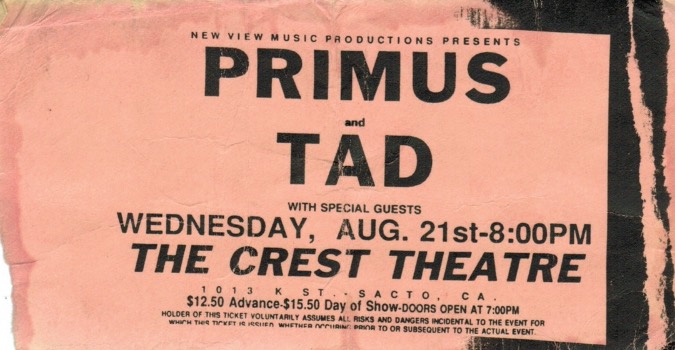 NEW VIEW MUSIC PRODUCTIONS PRESENTS
PRIMUS
and
TAD
WITH SPECIAL GUESTS
WEDNESDAY, AUG. 21st-8:00PM
THE CREST THEATRE
1013 K ST., SACTO, CA.
$12.50 Advance-$15.50 Day of Show-DOORS OPEN AT 7:00PM
HOLDER OF THIS TICKET VOLUNTARILY ASSUMES ALL RISKS AND DANGERS INCIDENTAL TO THE EVENT FOR
WHICH THIS TICKET IS ISSUED, WHETHER OCCURING PRIOR TO OR SUBSEQUENT TO THE ACTUAL EVENT.